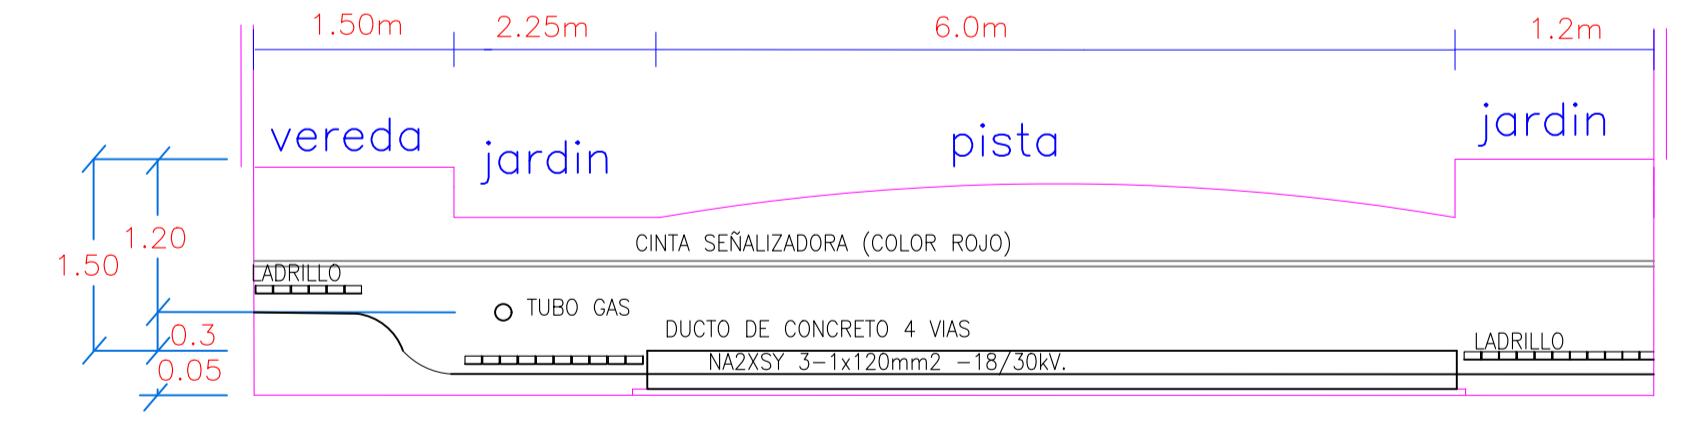 1.50m
2.25m
6.0m
1.2m
vereda
jardin
pista
jardin
1.20
1.50
CINTA SEÑALIZADORA (COLOR ROJO)
LADRILLO
TUBO GAS
0.3
DUCTO DE CONCRETO 4 VIAS
LADRILLO
0.05
NA2XSY 3-1x120mm2 -18/30kV.